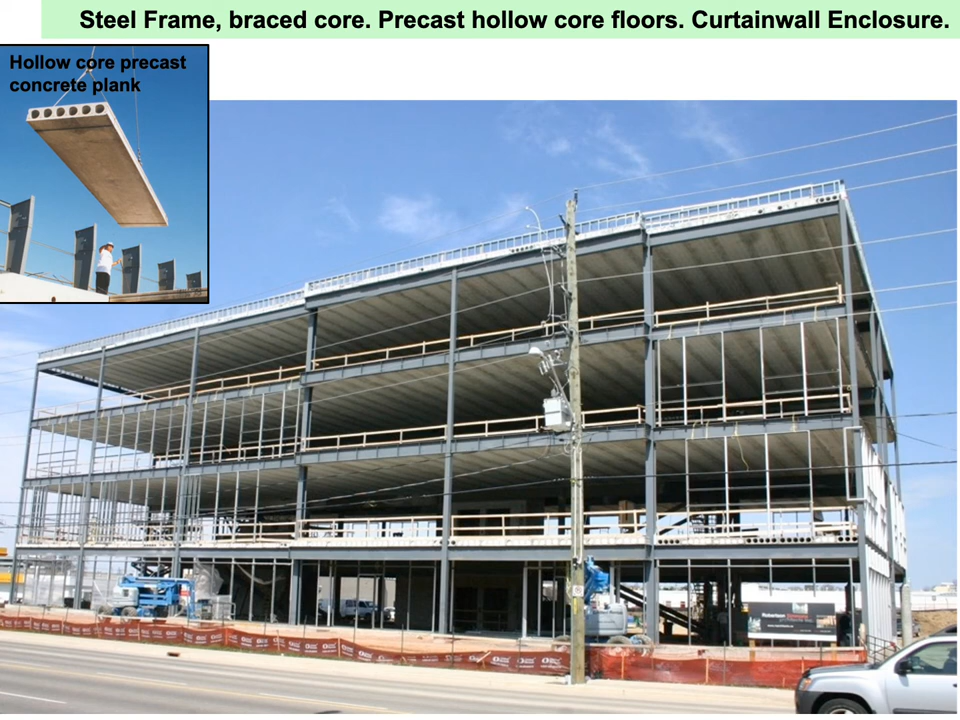 Steel Frame, braced core. Precast hollow core floors. Curtainwall Enclosure.
Hollow core precast
concrete plank